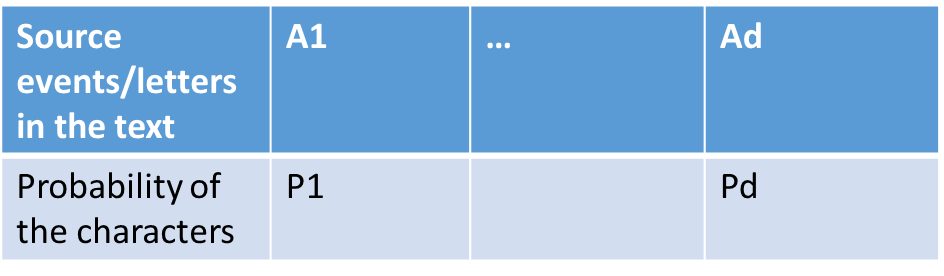 Source
events/letters
in the text
A1
...
Ad
Probability of
the characters
P1
Pd